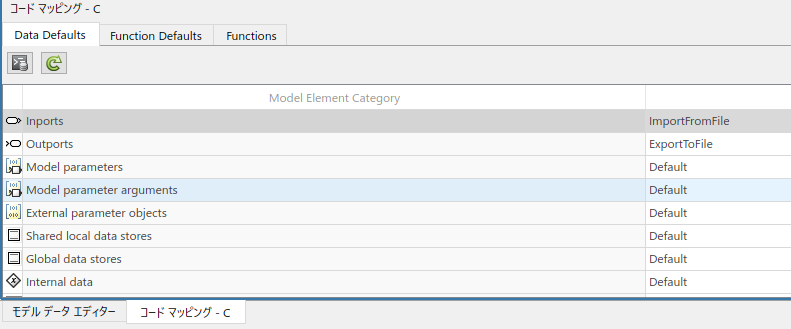 コード マッピング - C
Data Defaults Function Defaults Functions
Model Element Category
Inports ImportFromFile
Outports ExportToFile
Model parameters Default
Model parameter arguments Default
External parameter objects Default
Shared local data stores Default
Global data stores Default
Internal data Default
モデル データ エディター コード マッピング - C